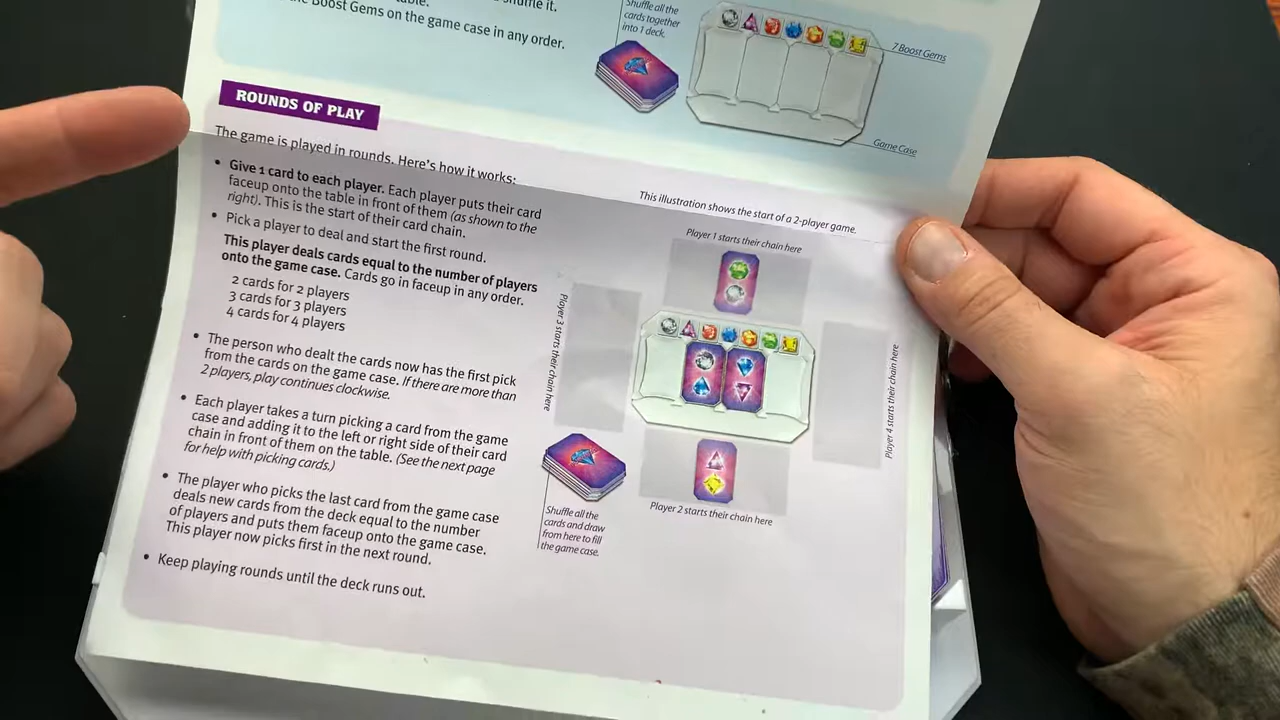 shuffle it.
Boost Gems on the game case in any order.
Shuffle all the
cards together
into 1 deck.
7 Boost Gems
Game Case
ROUNDS OF PLAY
The game is played in rounds. Here's how it works:
• Give 1 card to each player. Each player puts their card
faceup onto the table in front of them (as shown to the
right). This is the start of their card chain.
• Pick a player to deal and start the first round.
This player deals cards equal to the number of players
onto the game case. Cards go in faceup in any order.
2 cards for 2 players
3 cards for 3 players
4 cards for 4 players
• The person who dealt the cards now has the first pick
from the cards on the game case. If there are more than
2 players, play continues clockwise.
• Each player takes a turn picking a card from the game
case and adding it to the left or right side of their card
chain in front of them on the table. (See the next page
for help with picking cards.)
• The player who picks the last card from the game case
deals new cards from the deck equal to the number
of players and puts them faceup onto the game case.
This player now picks first in the next round.
• Keep playing rounds until the deck runs out.
This illustration shows the start of a 2-player game.
Player 1 starts their chain here
Player 3 starts their chain here
Player 4 starts their chain here
Player 2 starts their chain here
Shuffle all the
cards and draw
from here to fill
the game case.